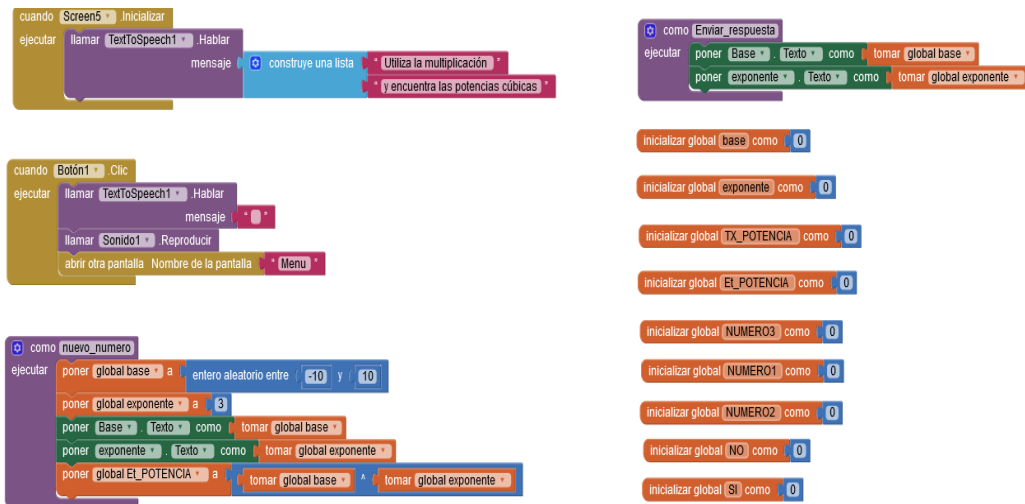 cuando Screen5 .Inicializar
ejecutar llamar TextToSpeech1 .Hablar
mensaje construye una lista " Utiliza la multiplicación "
" y encuentra las potencias cúbicas "
cuando Botón1 .Clic
ejecutar llamar TextToSpeech1 .Hablar
mensaje " "
llamar Sonido1 .Reproducir
abrir otra pantalla Nombre de la pantalla " Menu "
como nuevo_numero
ejecutar poner global base a entero aleatorio entre -10 y 10
poner global exponente a 3
poner Base . Texto como tomar global base
poner exponente . Texto como tomar global exponente
poner global Et_POTENCIA a tomar global base ^ tomar global exponente
como Enviar_respuesta
ejecutar poner Base . Texto como tomar global base
poner exponente . Texto como tomar global exponente
inicializar global base como 0
inicializar global exponente como 0
inicializar global TX_POTENCIA como 0
inicializar global Et_POTENCIA como 0
inicializar global NUMERO3 como 0
inicializar global NUMERO1 como 0
inicializar global NUMERO2 como 0
inicializar global NO como 0
inicializar global SI como 0